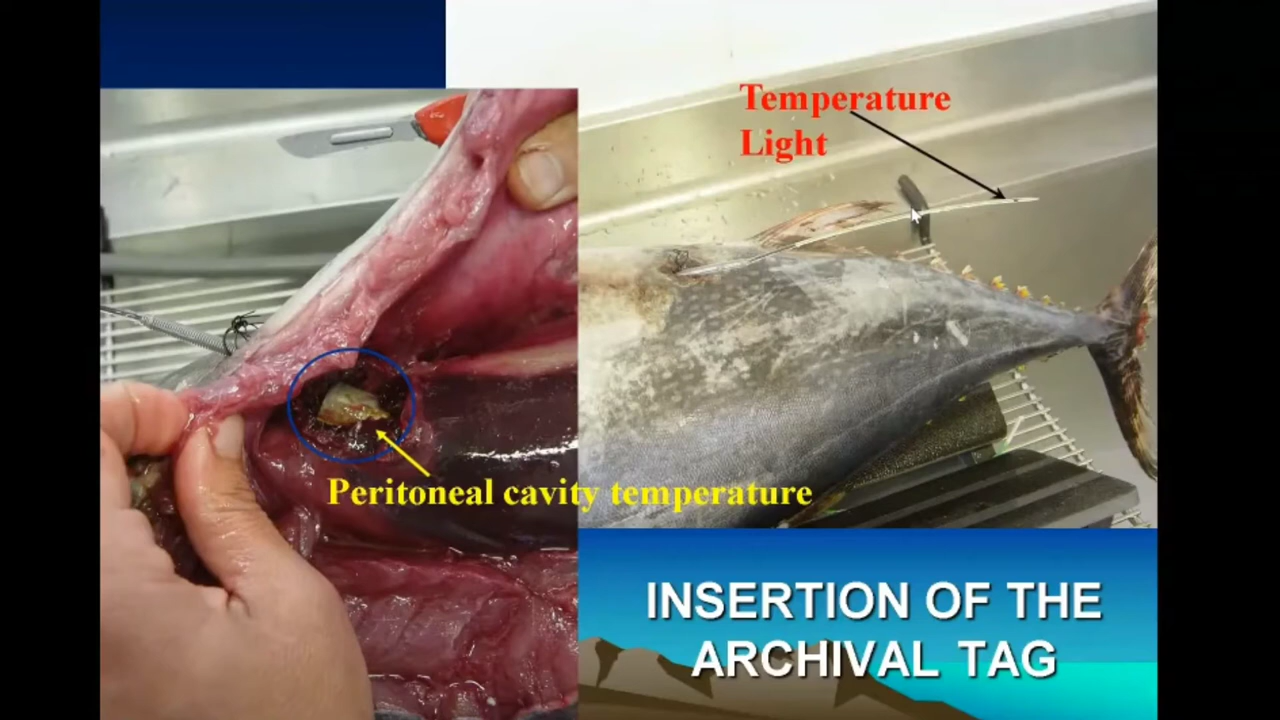 Temperature
Light
Peritoneal cavity temperature
INSERTION OF THE
ARCHIVAL TAG